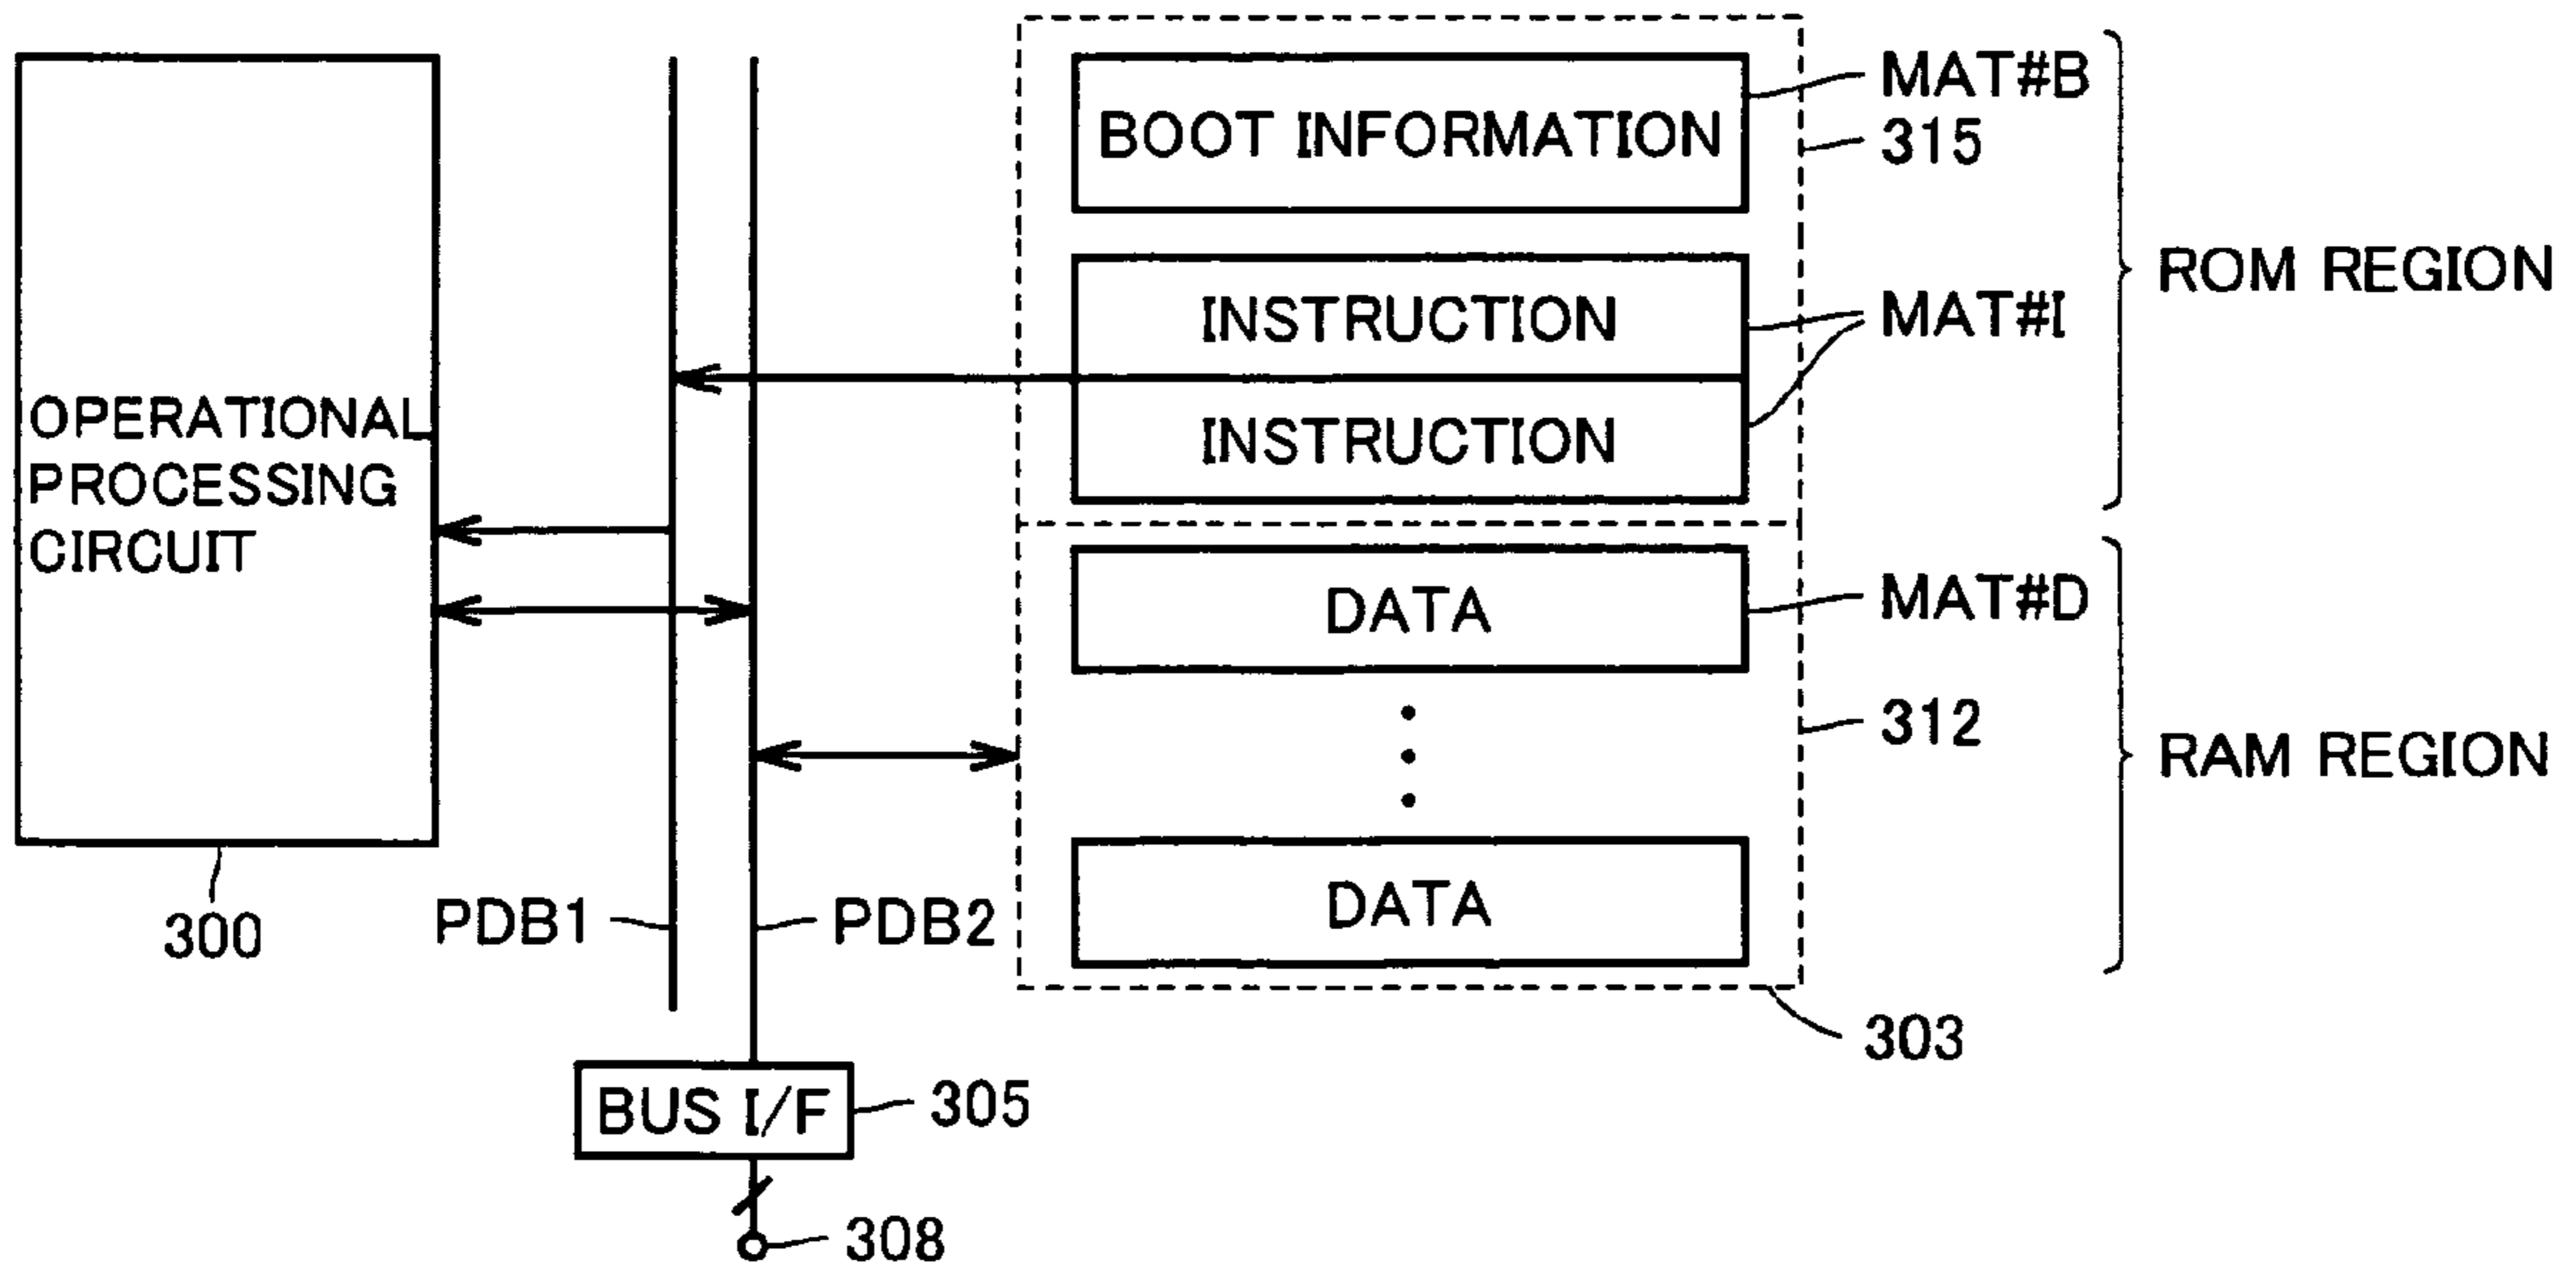 MAT#B
BOOT INFORMATION
315
ROM REGION
INSTRUCTION
MAT#I
INSTRUCTION
OPERATIONAL
PROCESSING
CIRCUIT
DATA
MAT#D
312
RAM REGION
DATA
300
PDB1
PDB2
303
BUS I/F
305
308